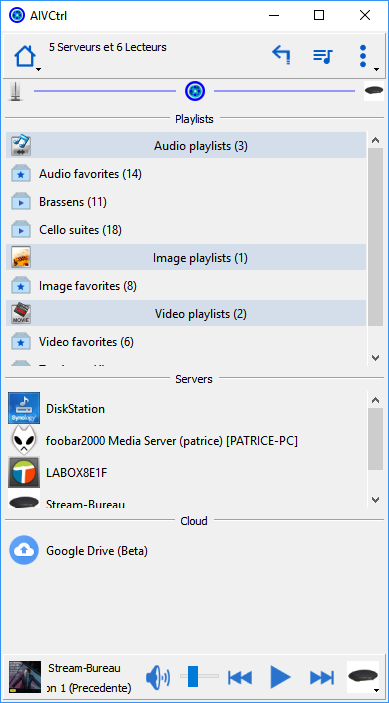 AIVCtrl
5 Serveurs et 6 Lecteurs
Playlists
Audio playlists (3)
Audio favorites (14)
Brassens (11)
Cello suites (18)
Image playlists (1)
Image favorites (8)
MOVIE
Video playlists (2)
Video favorites (6)
Servers
Synology
DiskStation
foobar2000 Media Server (patrice) [PATRICE-PC]
LABOX8E1F
Stream-Bureau
Cloud
Google Drive (Beta)
Stream-Bureau
on 1 (Precedente)